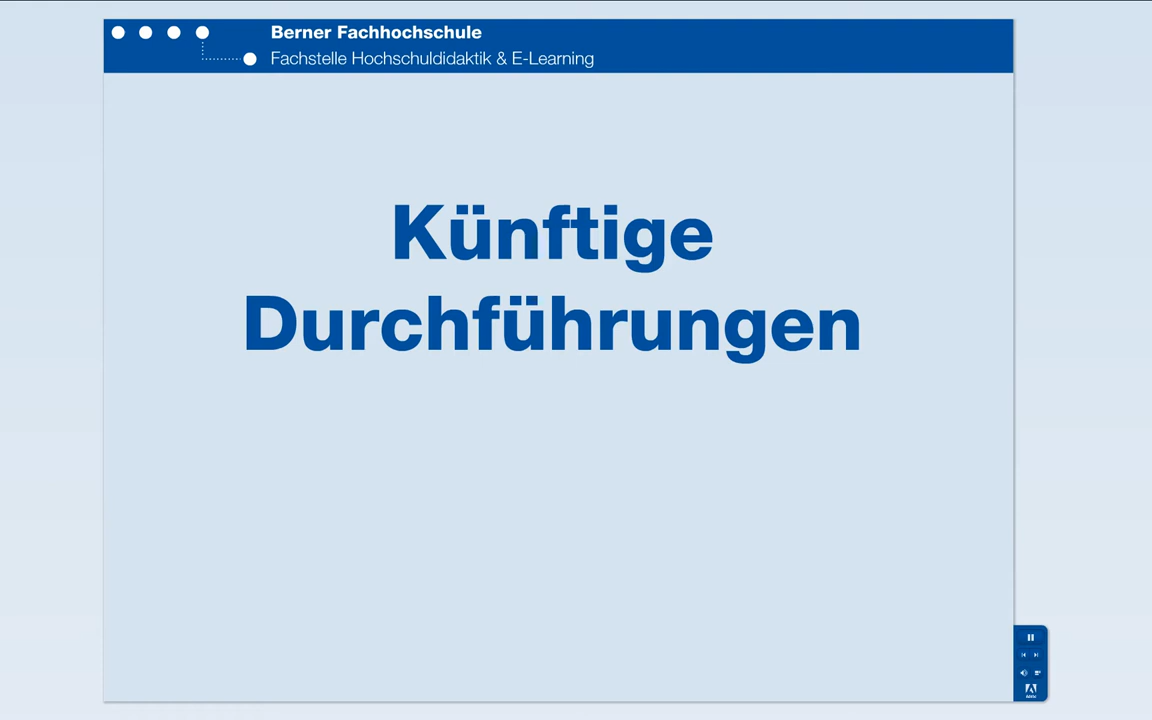 Berner Fachhochschule
Fachstelle Hochschuldidaktik & E-Learning
Künftige
Durchführungen